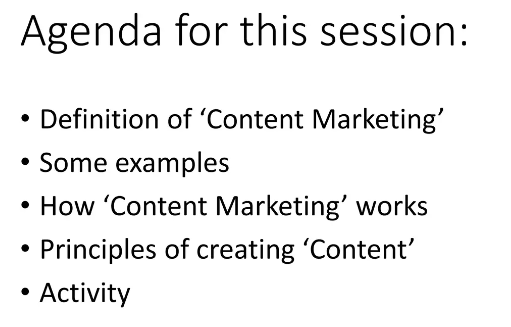 Agenda for this session:
• Definition of ‘Content Marketing’
• Some examples
• How ‘Content Marketing’ works
• Principles of creating ‘Content’
• Activity